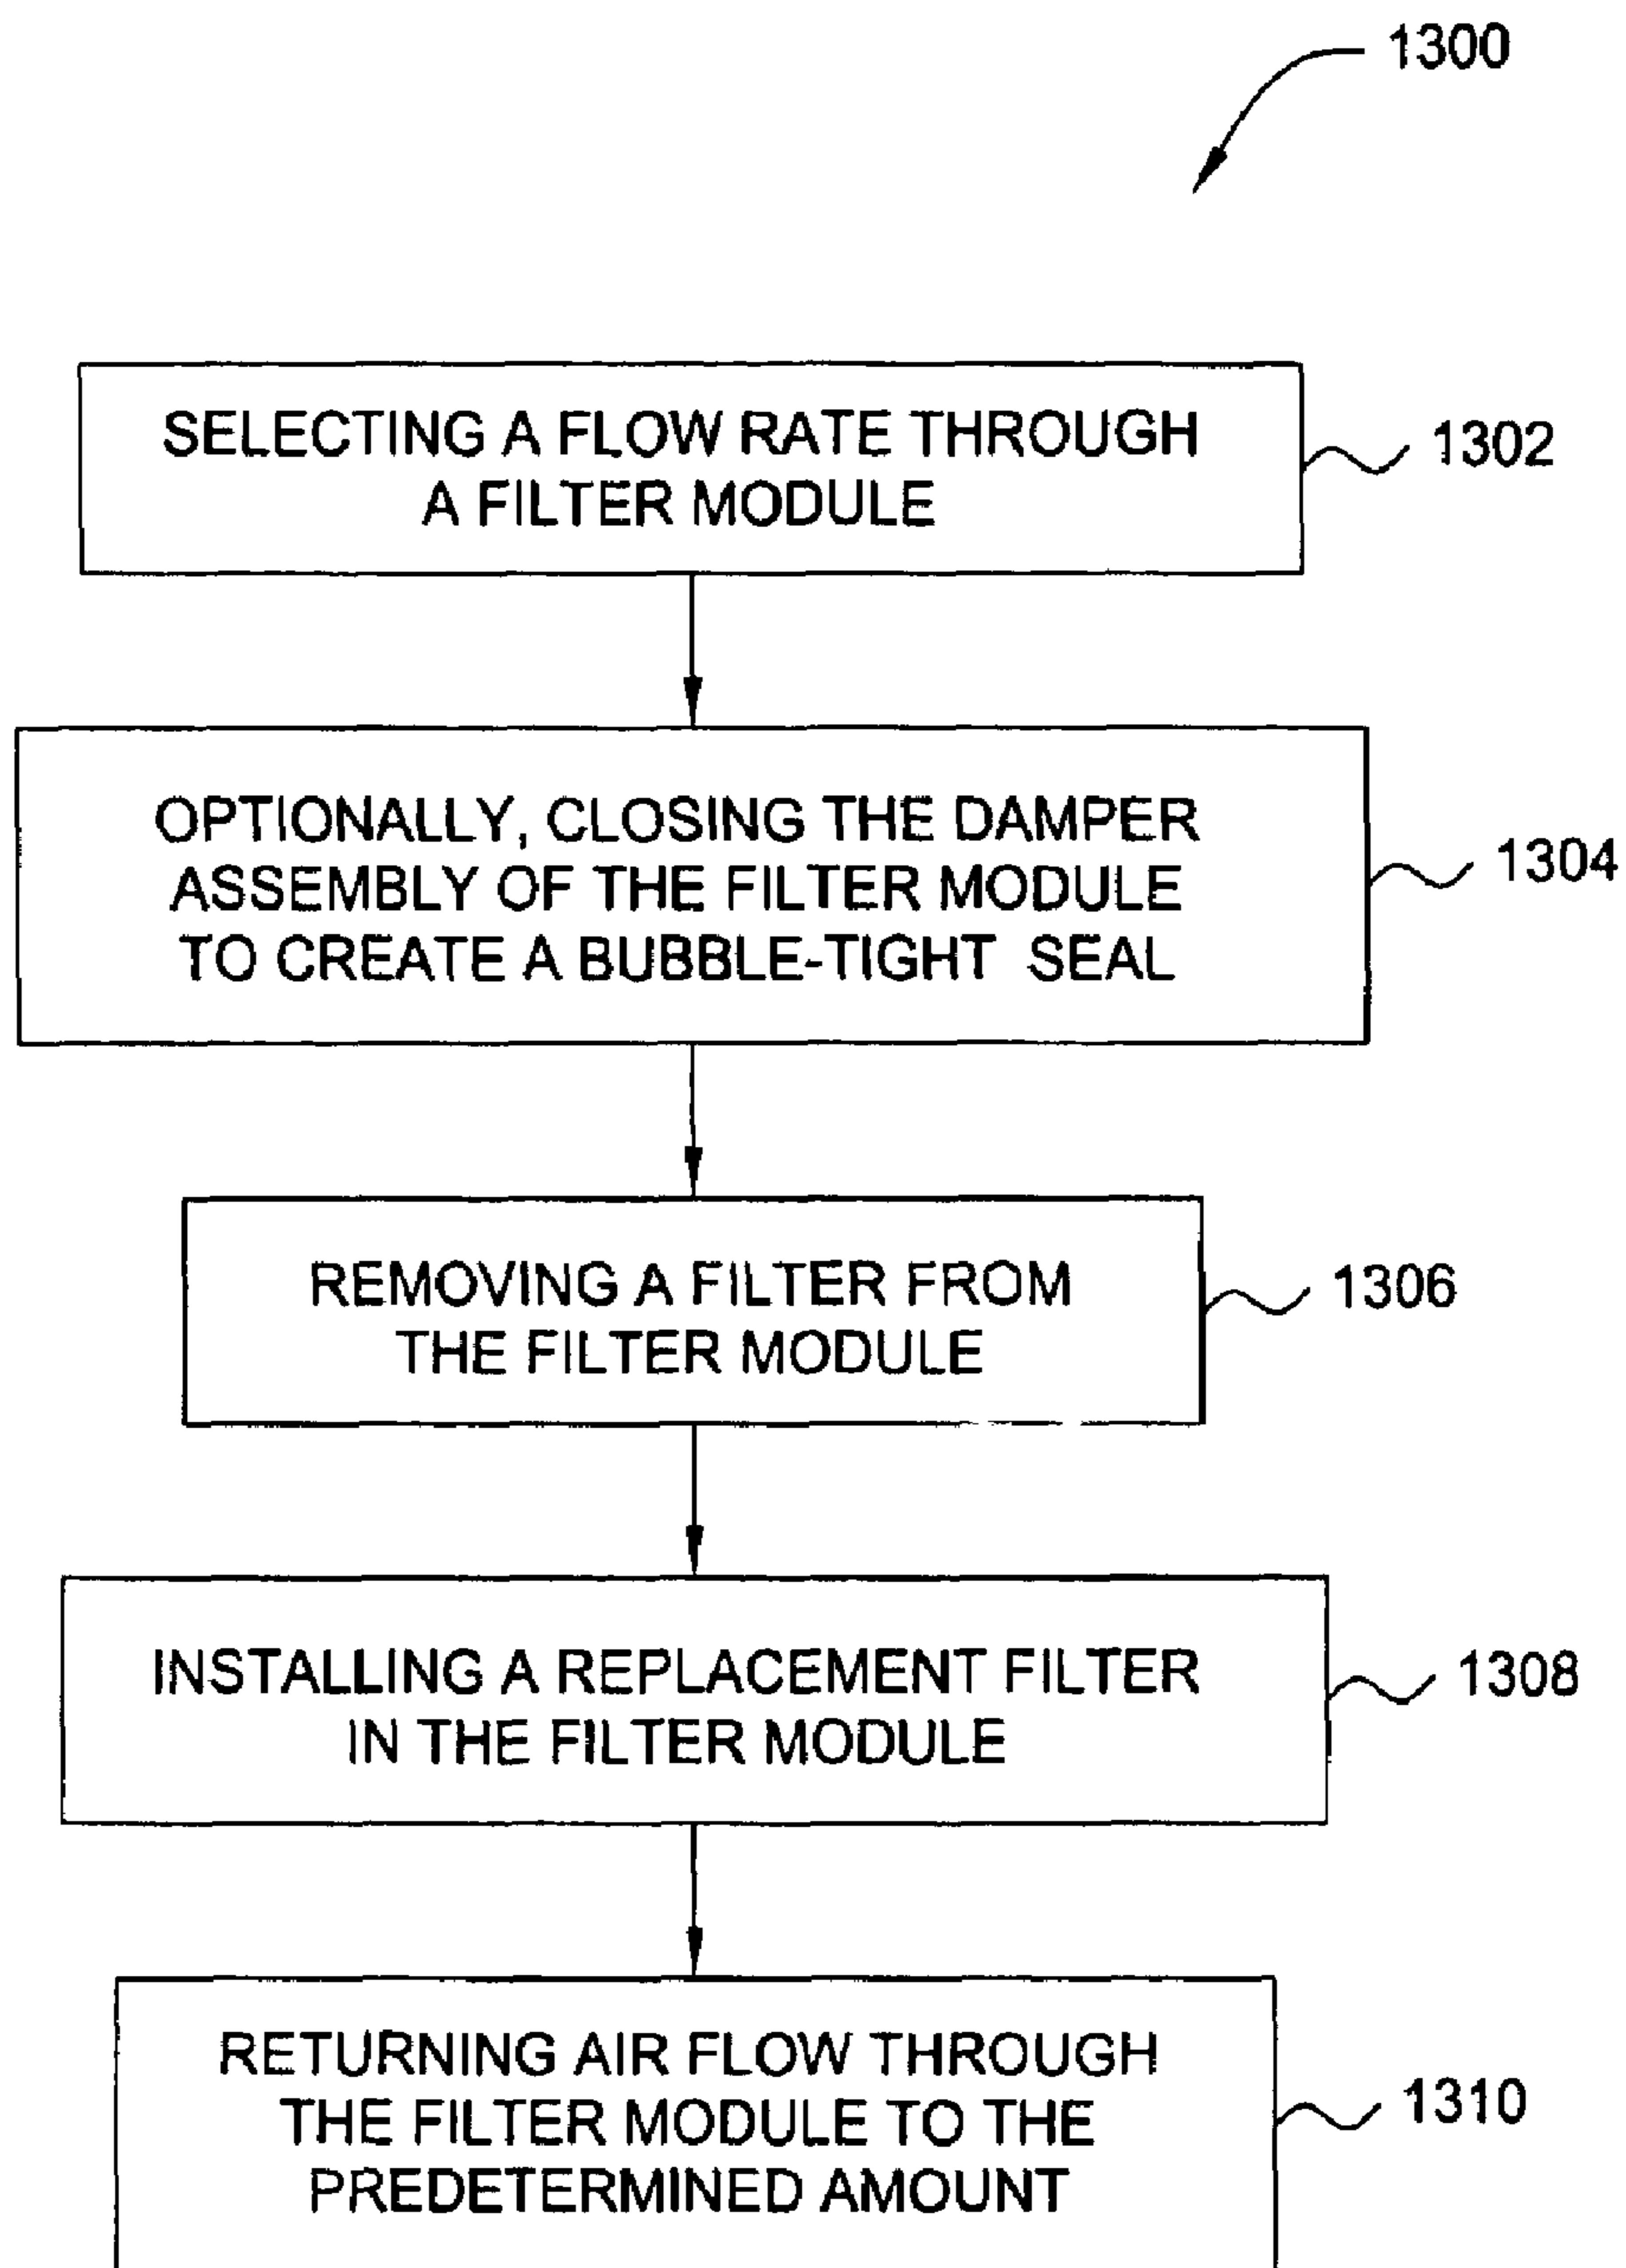 1300
SELECTING A FLOW RATE THROUGH
A FILTER MODULE
1302
OPTIONALLY, CLOSING THE DAMPER
ASSEMBLY OF THE FILTER MODULE
TO CREATE A BUBBLE-TIGHT SEAL
1304
REMOVING A FILTER FROM
THE FILTER MODULE
1306
INSTALLING A REPLACEMENT FILTER
IN THE FILTER MODULE
1308
RETURNING AIR FLOW THROUGH
THE FILTER MODULE TO THE
PREDETERMINED AMOUNT
1310